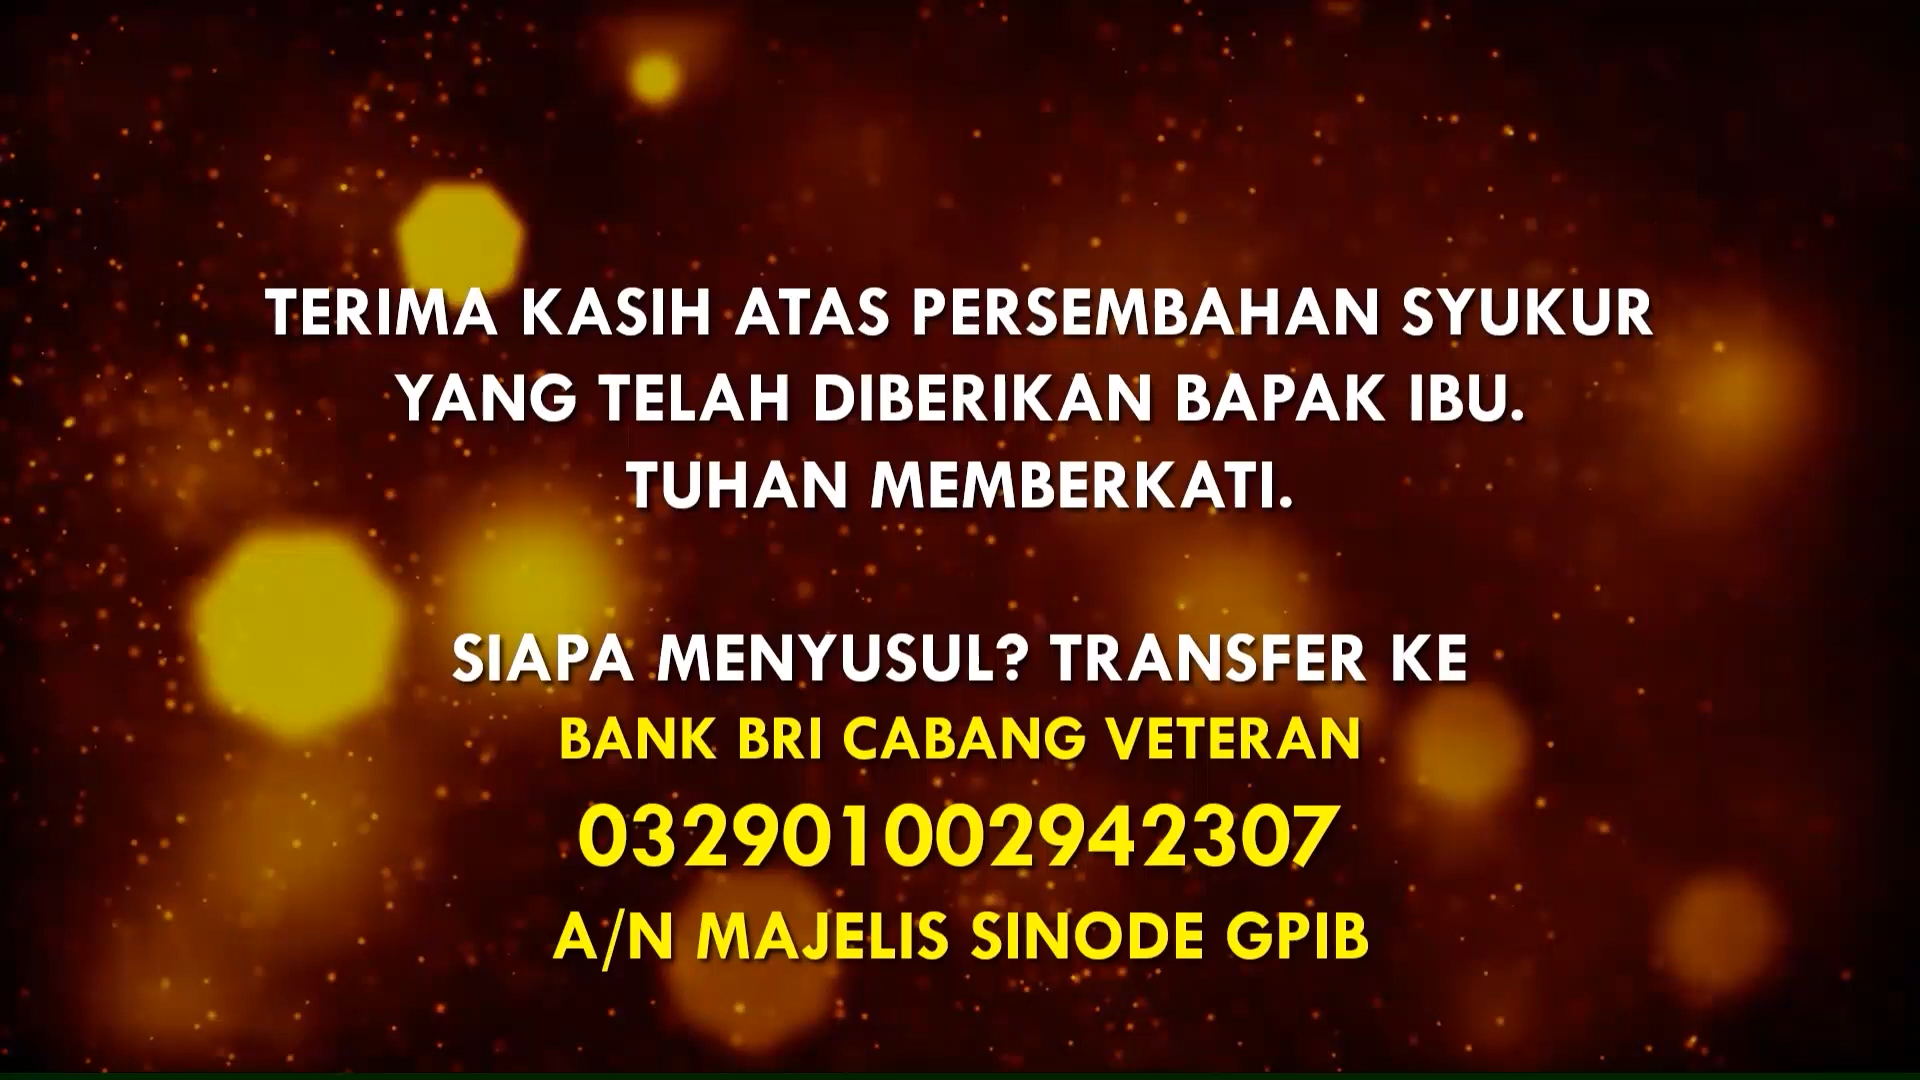 TERIMA KASIH ATAS PERSEMBAHAN SYUKUR
YANG TELAH DIBERIKAN BAPAK IBU.
TUHAN MEMBERKATI.
SIAPA MENYUSUL? TRANSFER KE
BANK BRI CABANG VETERAN
032901002942307
A/N MAJELIS SINODE GPIB